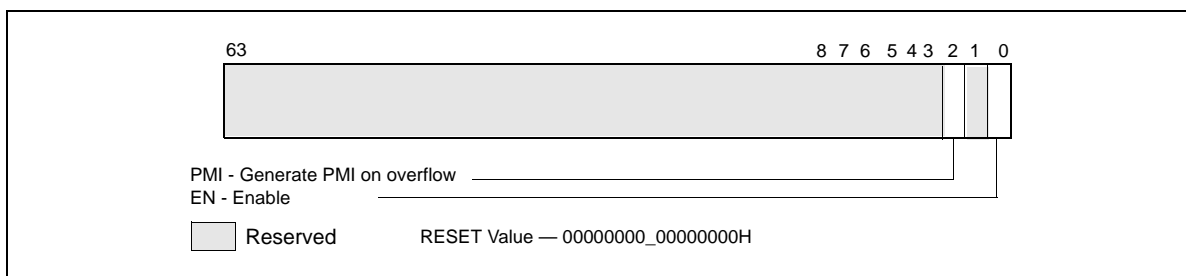 63 8 7 6 5 4 3 2 1 0
PMI - Generate PMI on overflow
EN - Enable
Reserved RESET Value — 00000000_00000000H